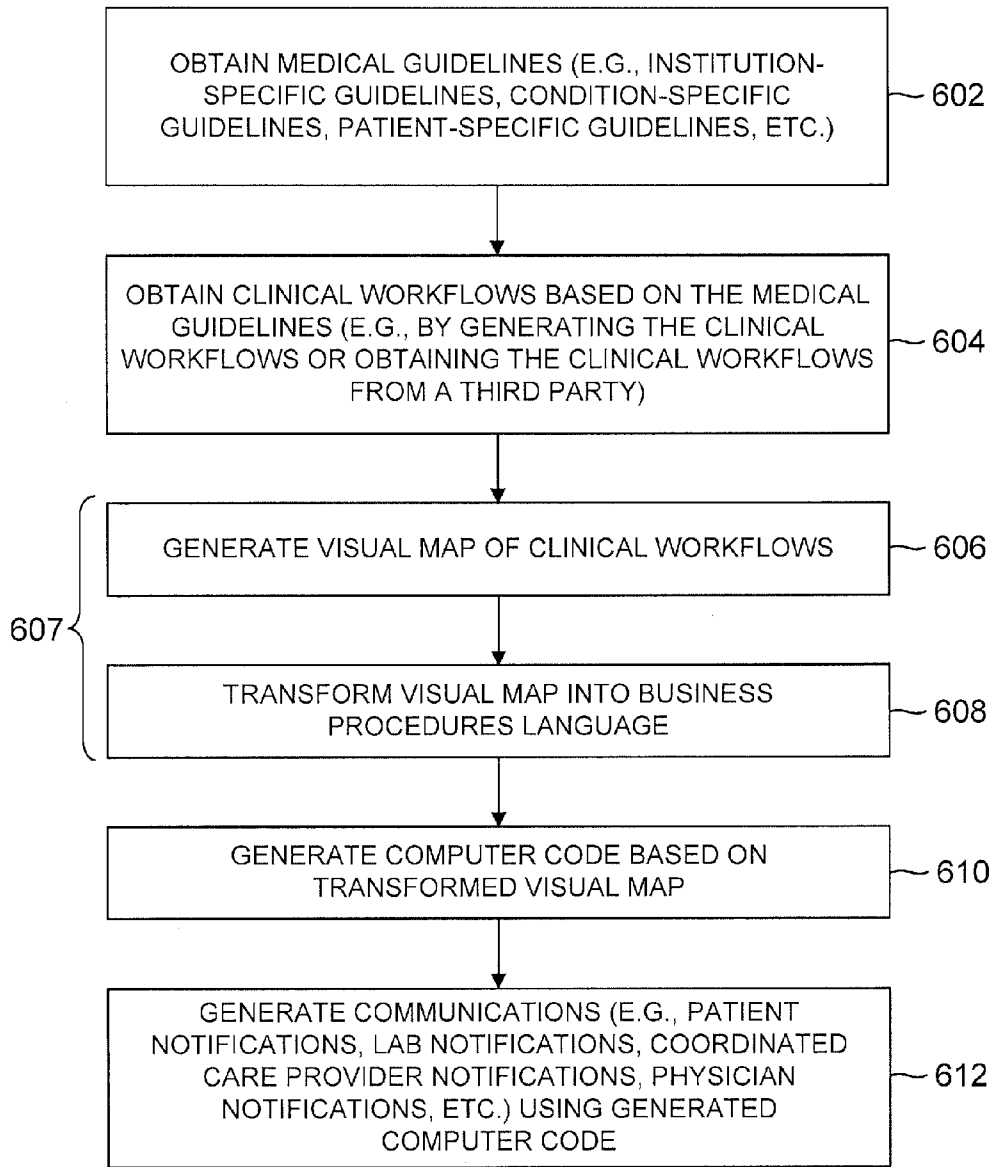 OBTAIN MEDICAL GUIDELINES (E.G., INSTITUTION-
SPECIFIC GUIDELINES, CONDITION-SPECIFIC
GUIDELINES, PATIENT-SPECIFIC GUIDELINES, ETC.)
602
OBTAIN CLINICAL WORKFLOWS BASED ON THE MEDICAL
GUIDELINES (E.G., BY GENERATING THE CLINICAL
WORKFLOWS OR OBTAINING THE CLINICAL WORKFLOWS
FROM A THIRD PARTY)
604
607
GENERATE VISUAL MAP OF CLINICAL WORKFLOWS
606
TRANSFORM VISUAL MAP INTO BUSINESS
PROCEDURES LANGUAGE
608
GENERATE COMPUTER CODE BASED ON
TRANSFORMED VISUAL MAP
610
GENERATE COMMUNICATIONS (E.G., PATIENT
NOTIFICATIONS, LAB NOTIFICATIONS, COORDINATED
CARE PROVIDER NOTIFICATIONS, PHYSICIAN
NOTIFICATIONS, ETC.) USING GENERATED
COMPUTER CODE
612